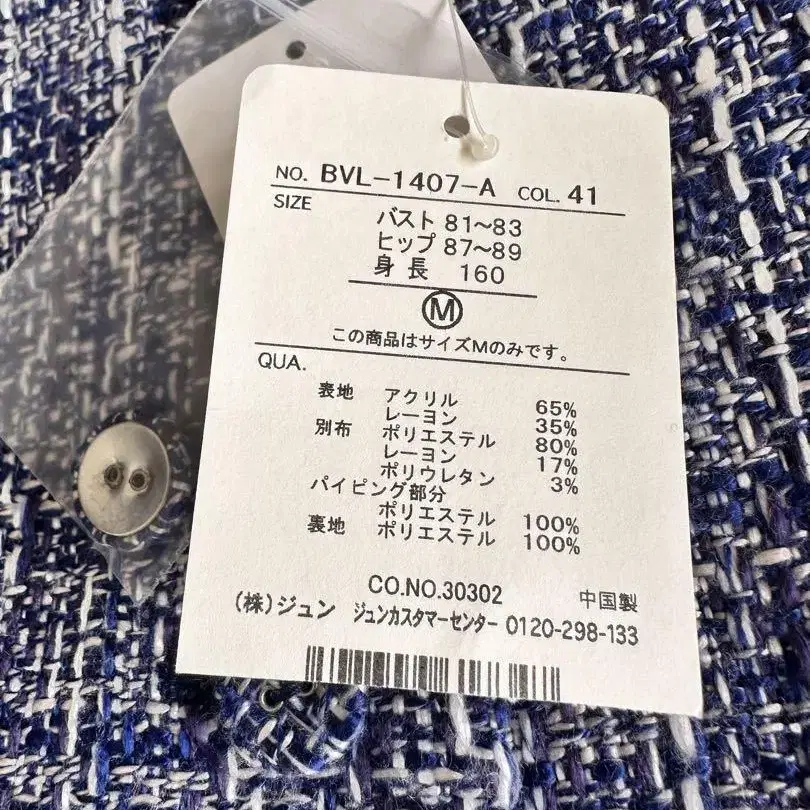 NO. BVL-1407-A COL. 41
SIZE
バスト 81〜83
ヒップ 87〜89
身 長 160
M
この商品はサイズMのみです。
QUA.
表地 アクリル 65%
レーヨン 35%
別布 ポリエステル 80%
レーヨン 17%
ポリウレタン 3%
パイピング部分
ポリエステル 100%
裏地 ポリエステル 100%
CO.NO.30302 中国製
(株)ジュン ジュンカスタマーセンター 0120-298-133